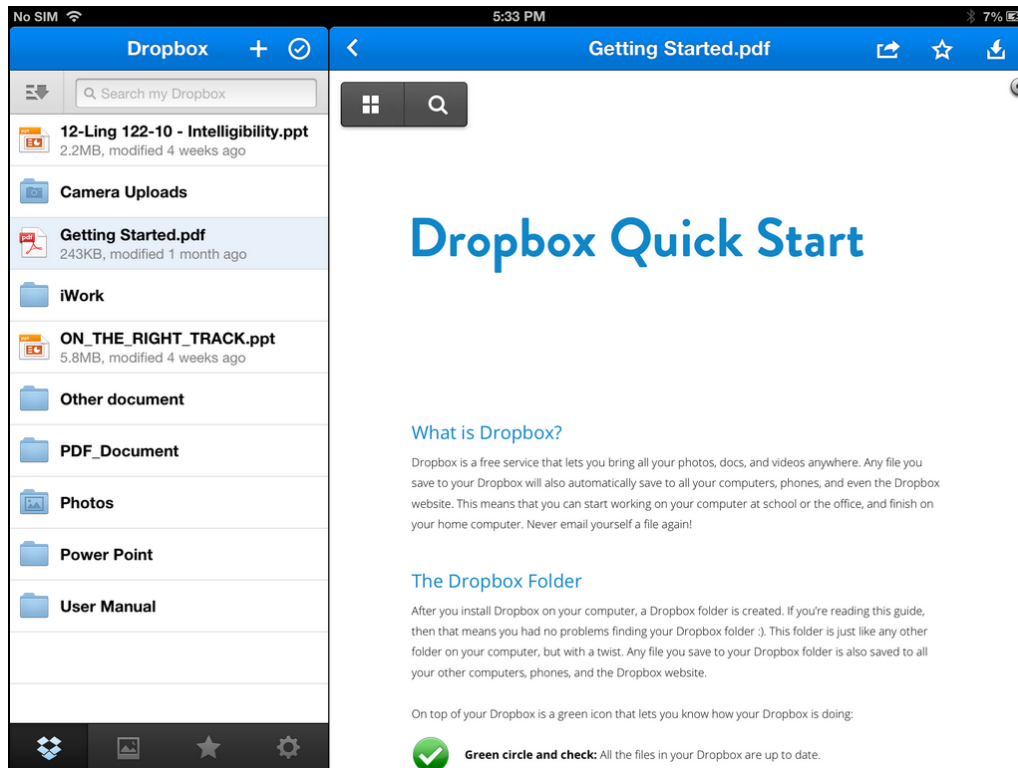 No SIM
5:33 PM
7%
Dropbox
Getting Started.pdf
Search my Dropbox
12-Ling 122-10 - Intelligibility.ppt
2.2MB, modified 4 weeks ago
Camera Uploads
Getting Started.pdf
243KB, modified 1 month ago
iWork
ON_THE_RIGHT_TRACK.ppt
5.8MB, modified 4 weeks ago
Other document
PDF_Document
Photos
Power Point
User Manual
Dropbox Quick Start
What is Dropbox?
Dropbox is a free service that lets you bring all your photos, docs, and videos anywhere. Any file you
save to your Dropbox will also automatically save to all your computers, phones, and even the Dropbox
website. This means that you can start working on your computer at school or the office, and finish on
your home computer. Never email yourself a file again!
The Dropbox Folder
After you install Dropbox on your computer, a Dropbox folder is created. If you’re reading this guide,
then that means you had no problems finding your Dropbox folder :). This folder is just like any other
folder on your computer, but with a twist. Any file you save to your Dropbox folder is also saved to all
your other computers, phones, and the Dropbox website.
On top of your Dropbox is a green icon that lets you know how your Dropbox is doing:
Green circle and check: All the files in your Dropbox are up to date.